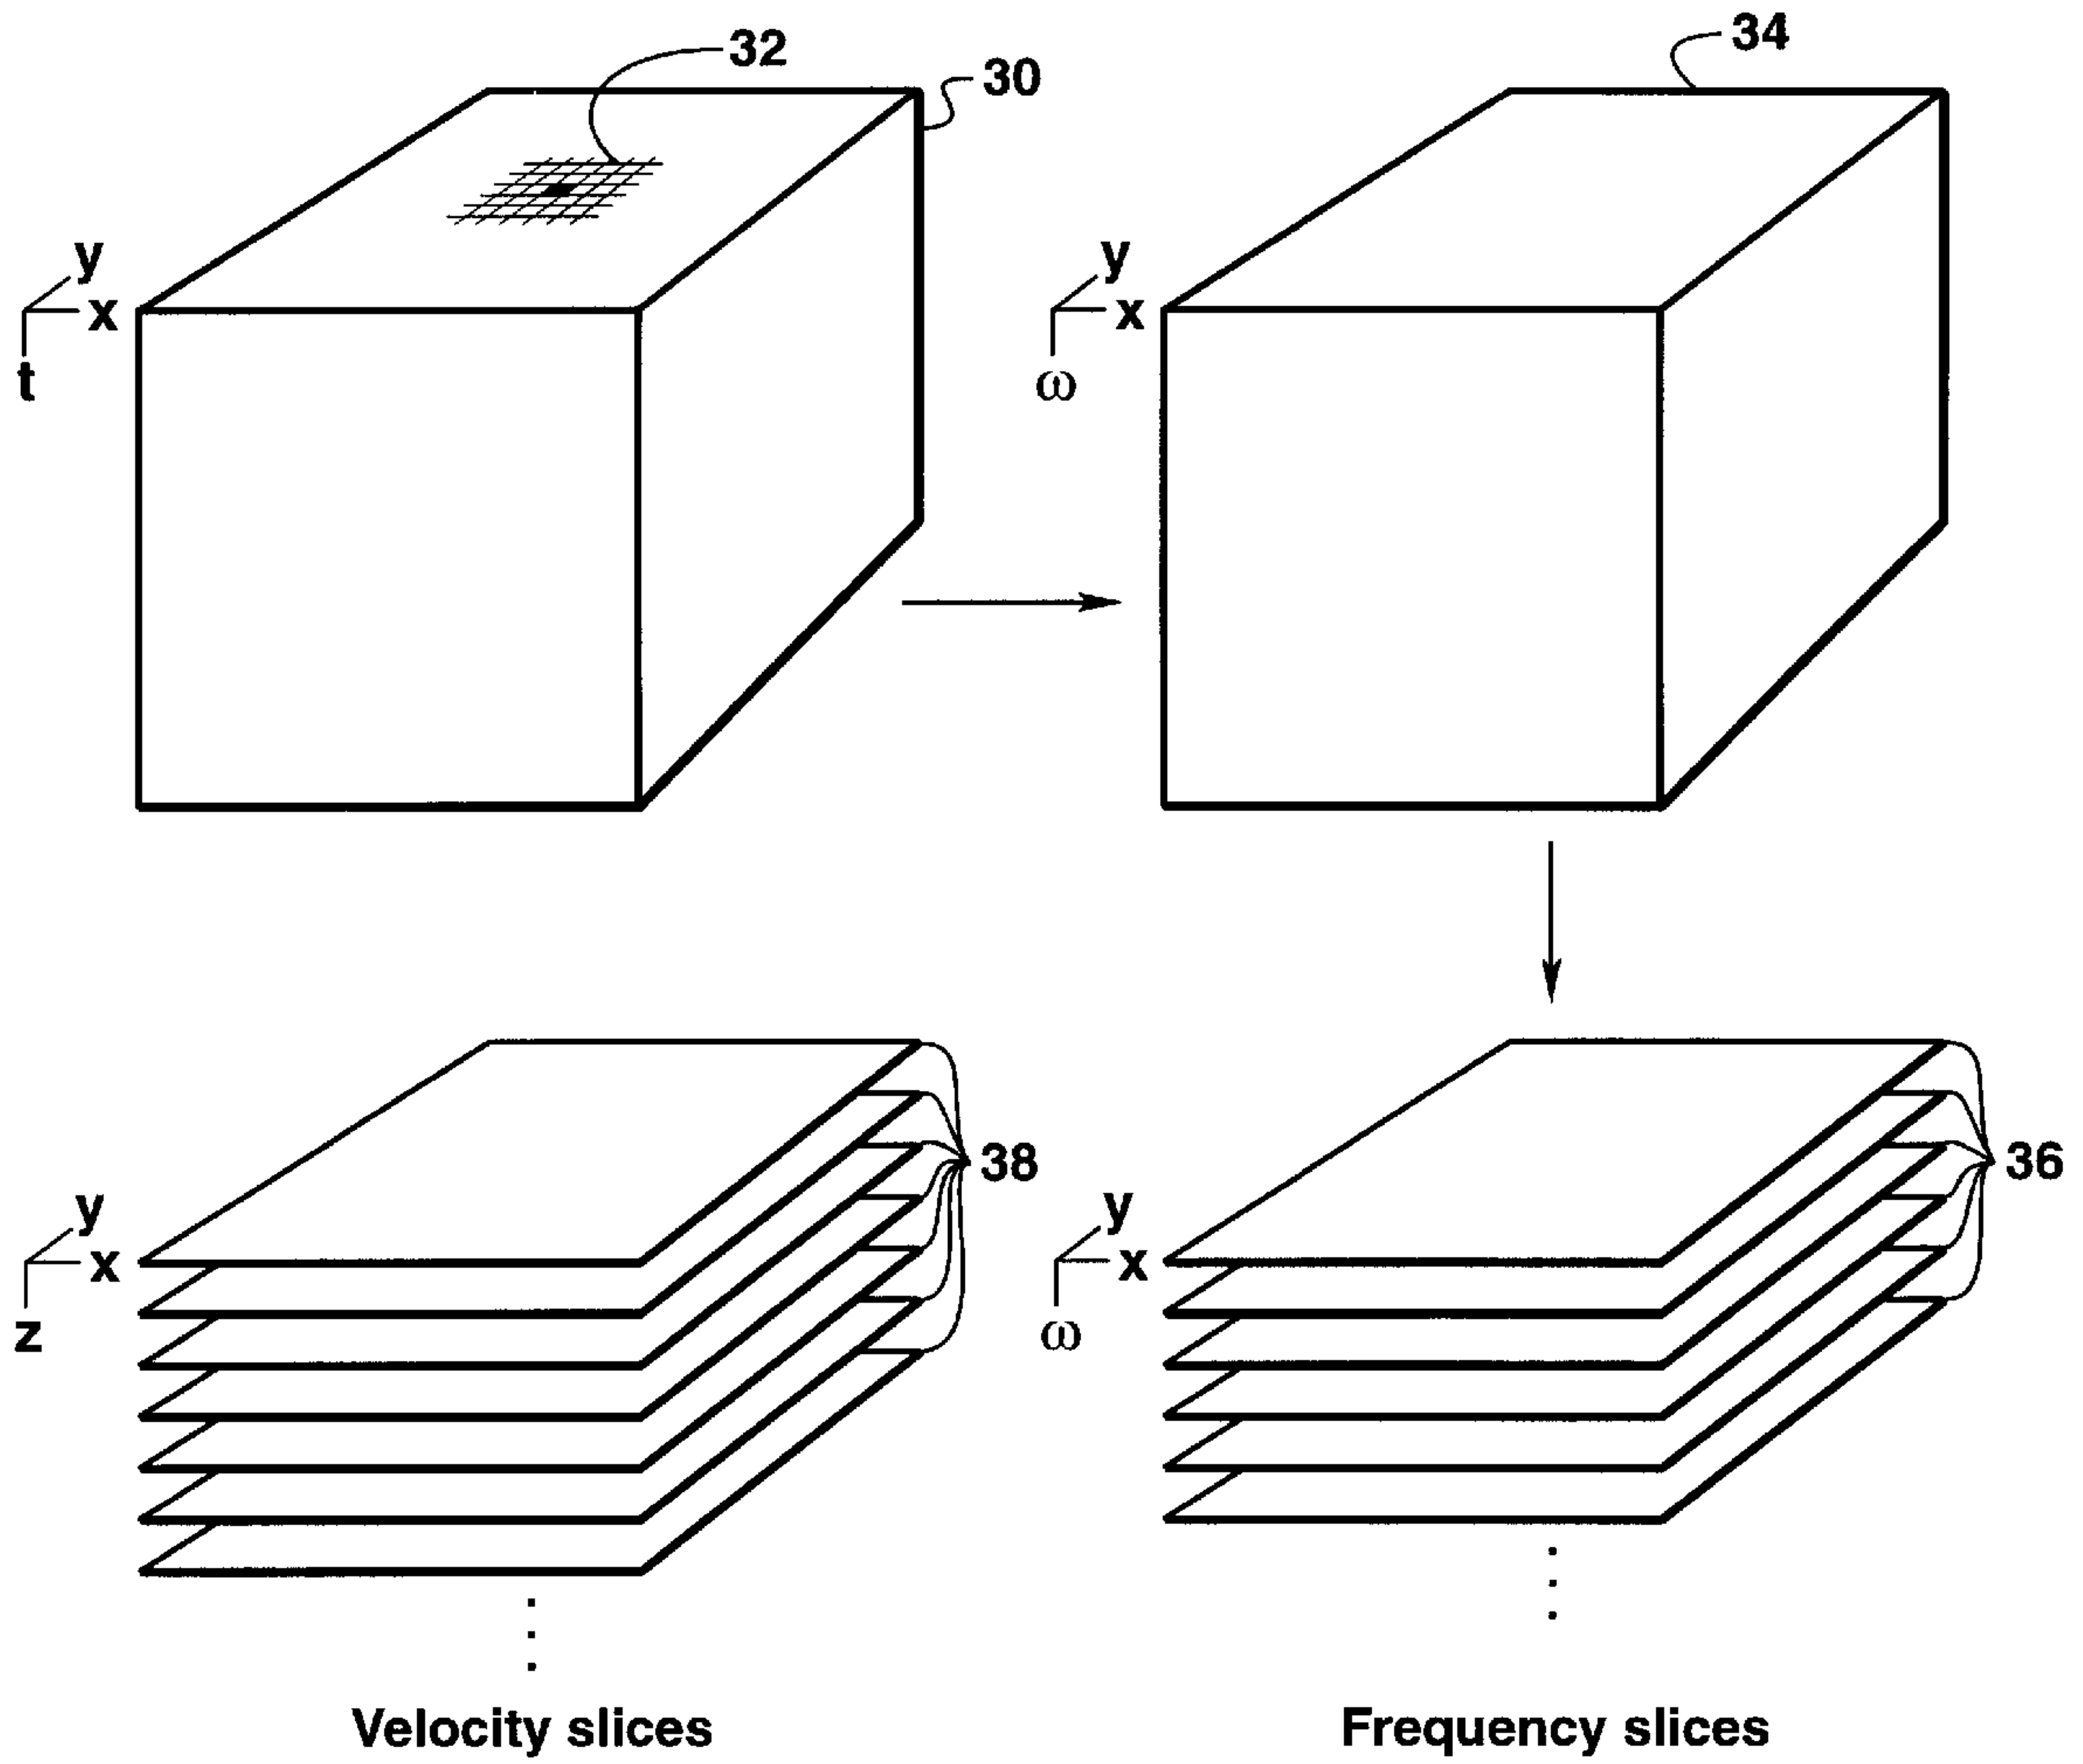 32
30
34
y
x
t
y
x
ω
38
36
y
x
z
y
x
ω
Velocity slices
Frequency slices